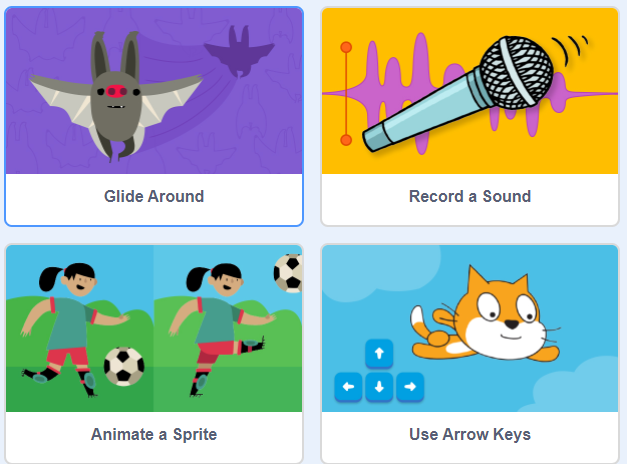 Glide Around
Record a Sound
Animate a Sprite
Use Arrow Keys